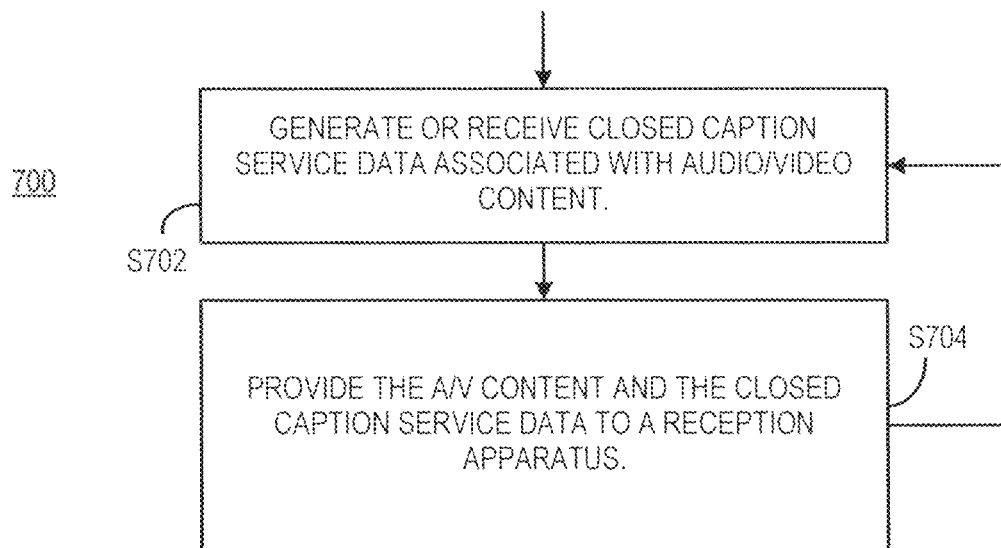 GENERATE OR RECEIVE CLOSED CAPTION
SERVICE DATA ASSOCIATED WITH AUDIO/VIDEO
CONTENT.
700
S702
S704
PROVIDE THE A/V CONTENT AND THE CLOSED
CAPTION SERVICE DATA TO A RECEPTION
APPARATUS.